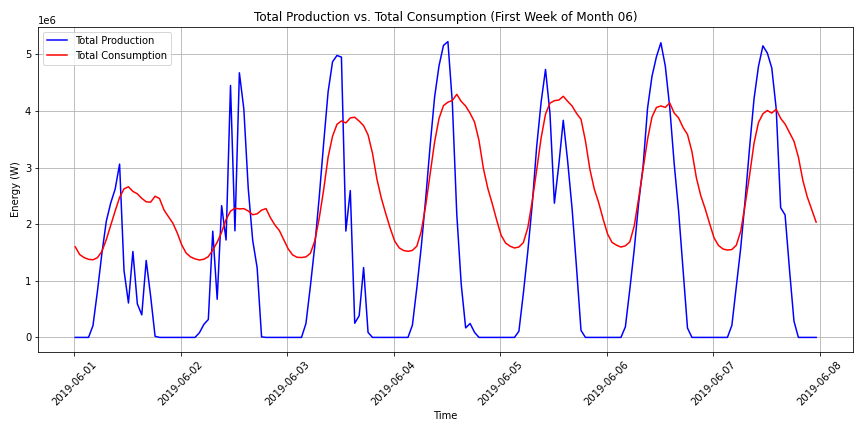 Total Production vs. Total Consumption (First Week of Month 06)
1e6
Total Production
Total Consumption
5
4
3
2
1
0
Energy (W)
2019-06-01
2019-06-02
2019-06-03
2019-06-04
2019-06-05
2019-06-06
2019-06-07
2019-06-08
Time